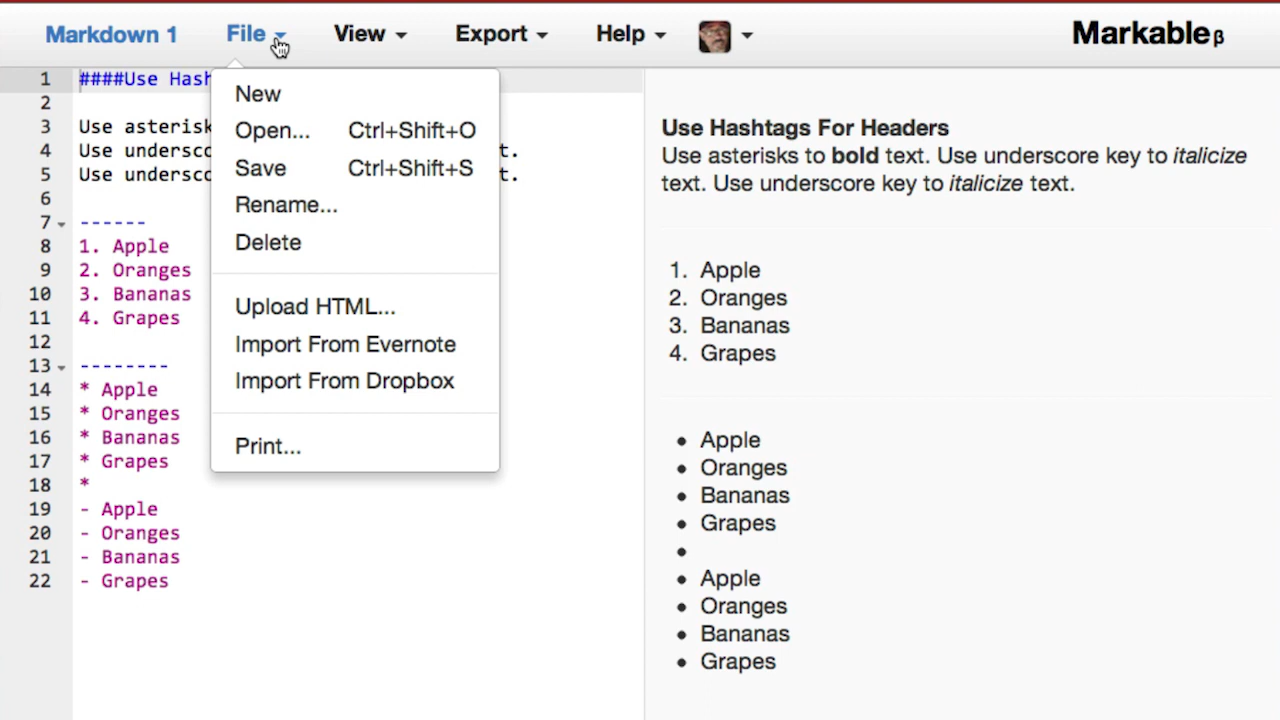 Markdown 1 File View Export Help Markableβ
New
Open... Ctrl+Shift+O
Save Ctrl+Shift+S
Rename...
Delete
Upload HTML...
Import From Evernote
Import From Dropbox
Print...
1 ####Use Hash
2
3 Use asterisk
4 Use undersco t.
5 Use undersco t.
6
7 ------
8 1. Apple
9 2. Oranges
10 3. Bananas
11 4. Grapes
12
13 --------
14 * Apple
15 * Oranges
16 * Bananas
17 * Grapes
18 *
19 - Apple
20 - Oranges
21 - Bananas
22 - Grapes
Use Hashtags For Headers
Use asterisks to bold text. Use underscore key to italicize
text. Use underscore key to italicize text.
1. Apple
2. Oranges
3. Bananas
4. Grapes
• Apple
• Oranges
• Bananas
• Grapes
•
• Apple
• Oranges
• Bananas
• Grapes